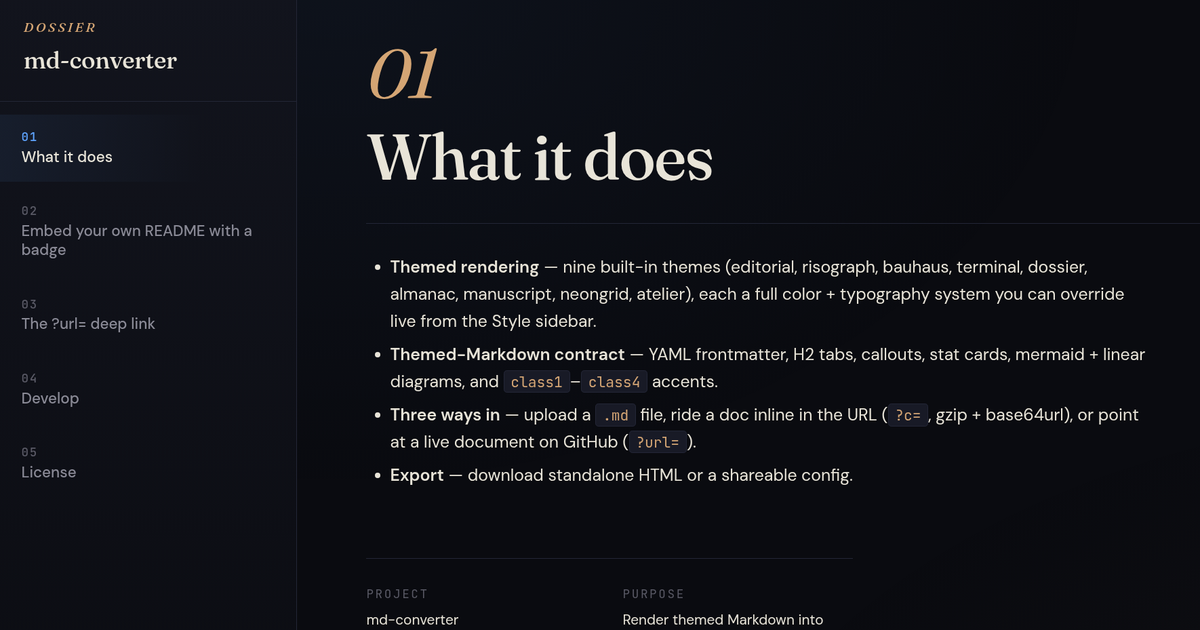 DOSSIER
md-converter
01
What it does
02
Embed your own README with a
badge
03
The ?url= deep link
04
Develop
05
License
01
What it does
• Themed rendering — nine built-in themes (editorial, risograph, bauhaus, terminal, dossier,
almanac, manuscript, neongrid, atelier), each a full color + typography system you can override
live from the Style sidebar.
• Themed-Markdown contract — YAML frontmatter, H2 tabs, callouts, stat cards, mermaid + linear
diagrams, and class1–class4 accents.
• Three ways in — upload a .md file, ride a doc inline in the URL (?c=, gzip + base64url), or point
at a live document on GitHub (?url=).
• Export — download standalone HTML or a shareable config.
PROJECT
md-converter
PURPOSE
Render themed Markdown into